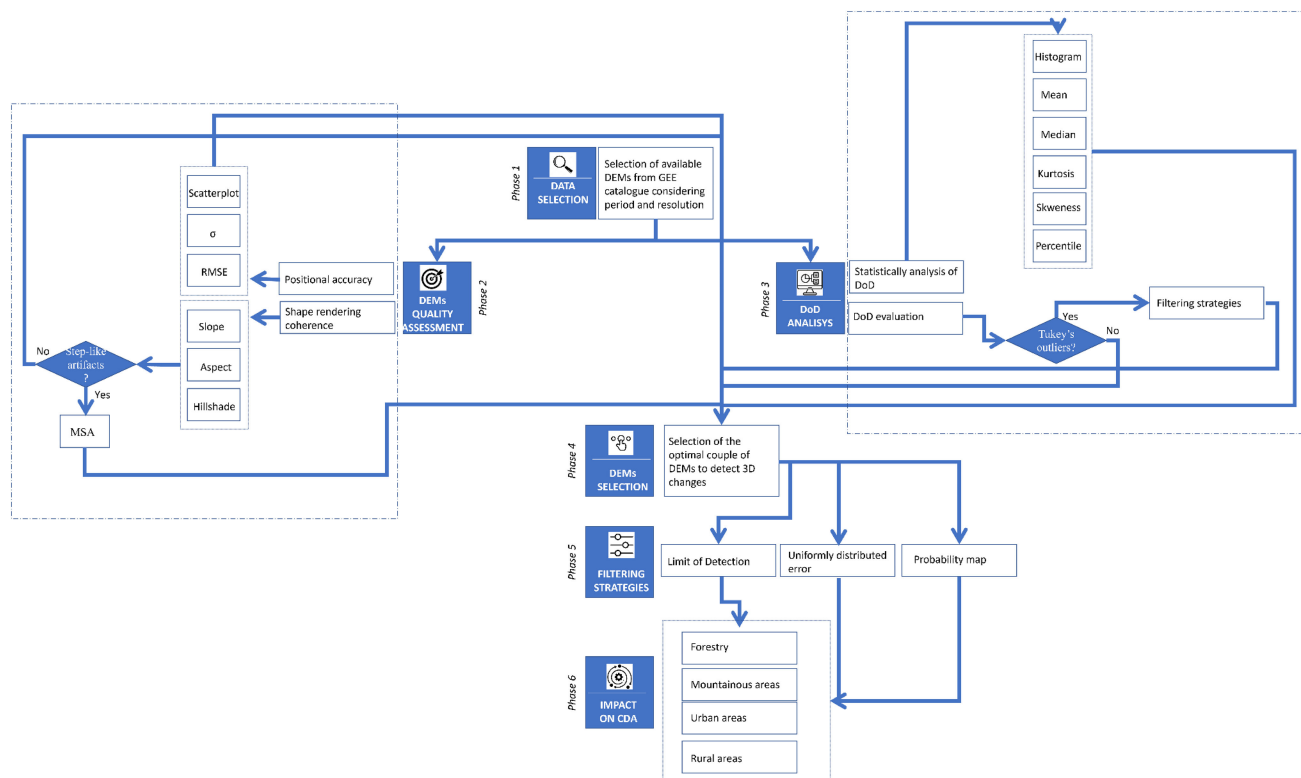 Phase 1
DATA
SELECTION
Selection of available
DEMs from GEE
catalogue considering
period and resolution
Scatterplot
σ
RMSE
Positional accuracy
Shape rendering
coherence
DEMs
QUALITY
ASSESSMENT
Phase 2
Slope
Aspect
Hillshade
Step-like
artifacts
?
No
Yes
MSA
Phase 3
DoD
ANALISYS
Statistically analysis of
DoD
DoD evaluation
Histogram
Mean
Median
Kurtosis
Skweness
Percentile
Tukey's
outliers?
Yes
No
Filtering strategies
Phase 4
DEMs
SELECTION
Selection of the
optimal couple
of DEMs to detect 3D
changes
Phase 5
FILTERING
STRATEGIES
Limit of Detection
Uniformly distributed
error
Probability map
Phase 6
IMPACT
ON CDA
Forestry
Mountainous areas
Urban areas
Rural areas